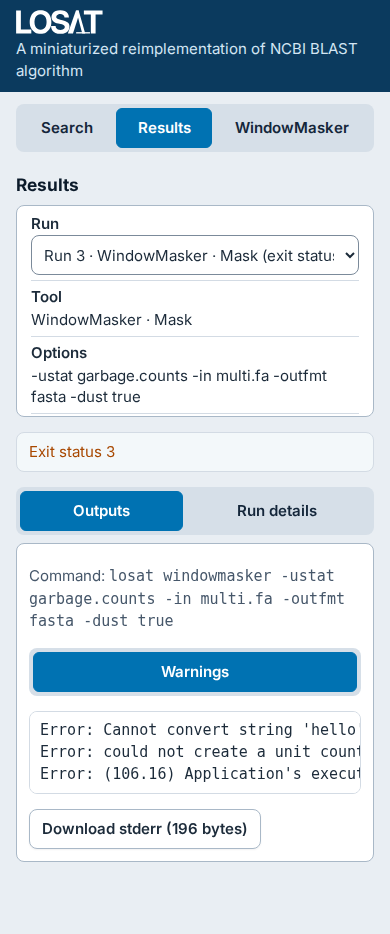 LOSAT
A miniaturized reimplementation of NCBI BLAST
algorithm
Search
Results
WindowMasker
Results
Run
Run 3 · WindowMasker · Mask (exit status
Tool
WindowMasker · Mask
Options
-ustat garbage.counts -in multi.fa -outfmt
fasta -dust true
Exit status 3
Outputs
Run details
Command: losat windowmasker -ustat
garbage.counts -in multi.fa -outfmt
fasta -dust true
Warnings
Error: Cannot convert string 'hello'
Error: could not create a unit count
Error: (106.16) Application's execut
Download stderr (196 bytes)